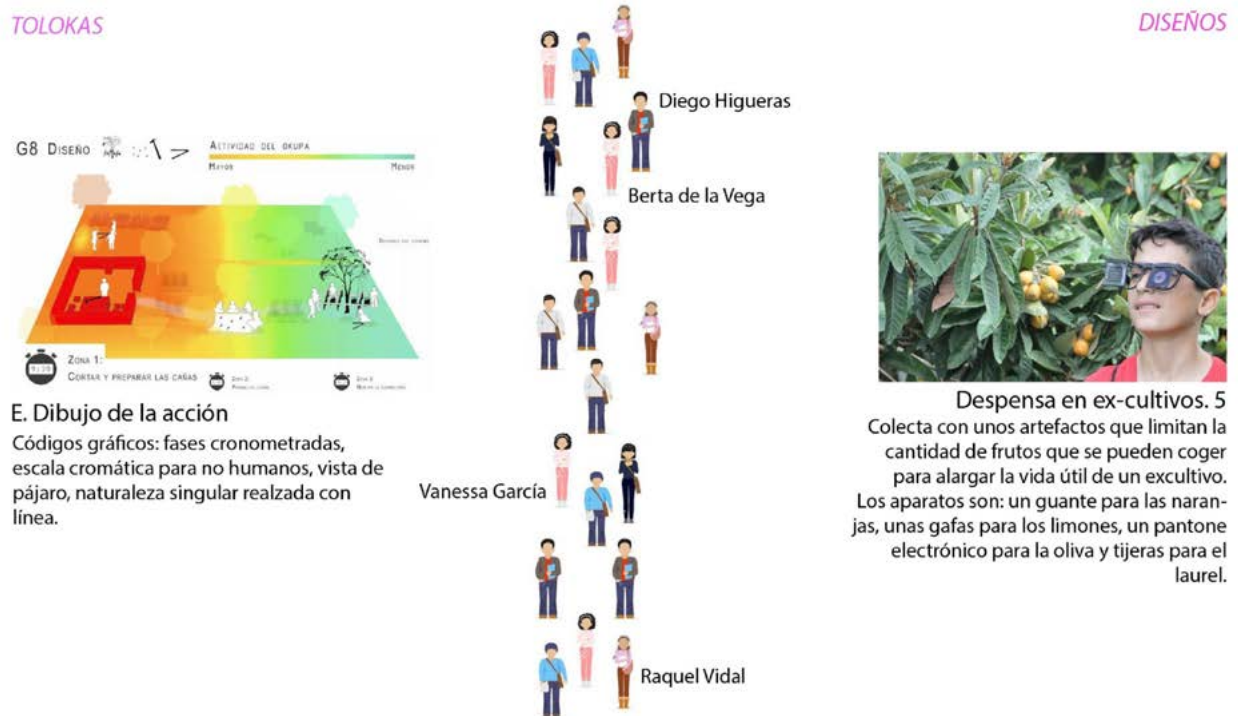 TOLOKAS
DISEÑOS
G8 DISEÑO
ACTIVIDAD DEL OKUPA
MAYOR
MENOR
ZONA 1:
CORTAR Y PREPARAR LAS CAÑAS
E. Dibujo de la acción
Códigos gráficos: fases cronometradas,
escala cromática para no humanos, vista de
pájaro, naturaleza singular realzada con
línea.
Diego Higueras
Berta de la Vega
Vanessa García
Raquel Vidal
Despensa en ex-cultivos. 5
Colecta con unos artefactos que limitan la
cantidad de frutos que se pueden coger
para alargar la vida útil de un excultivo.
Los aparatos son: un guante para las naran-
jas, unas gafas para los limones, un pantone
electrónico para la oliva y tijeras para el
laurel.